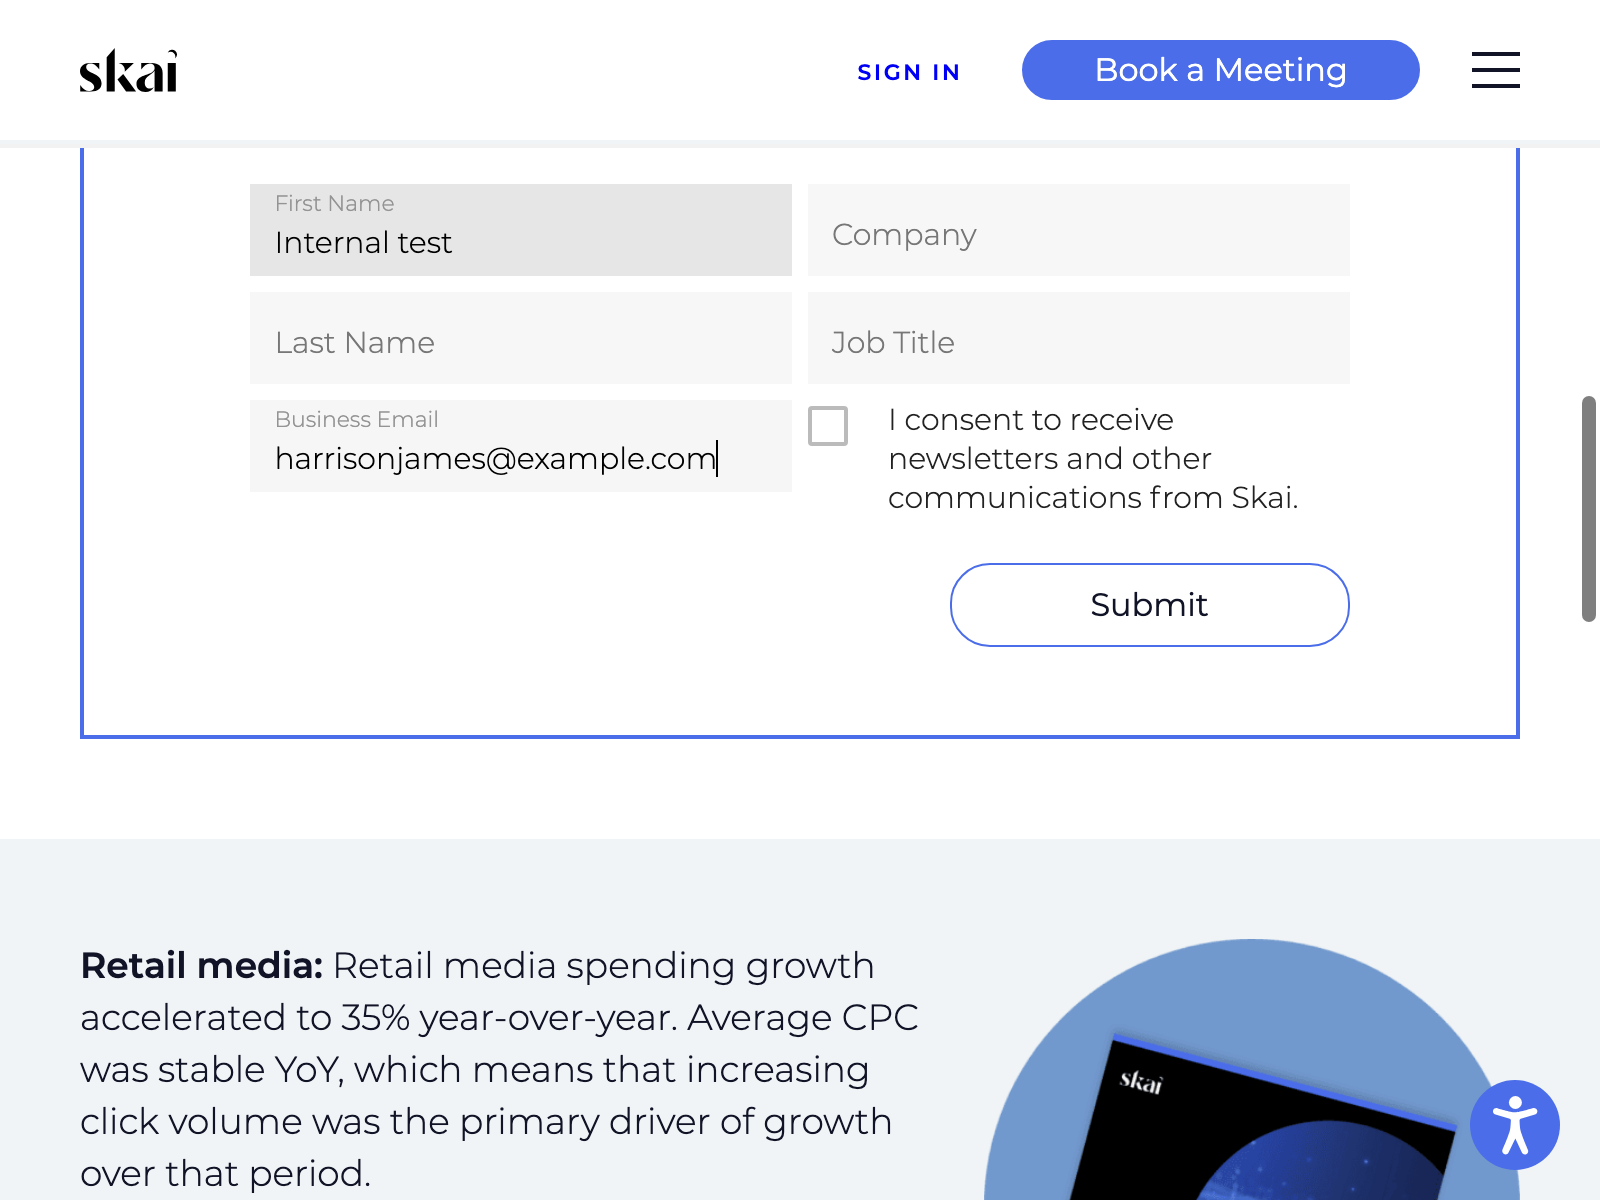 skai
SIGN IN
Book a Meeting
First Name
Internal test
Company
Last Name
Job Title
Business Email
harrisonjames@example.com
I consent to receive
newsletters and other
communications from Skai.
Submit
Retail media: Retail media spending growth
accelerated to 35% year-over-year. Average CPC
was stable YoY, which means that increasing
click volume was the primary driver of growth
over that period.
skai